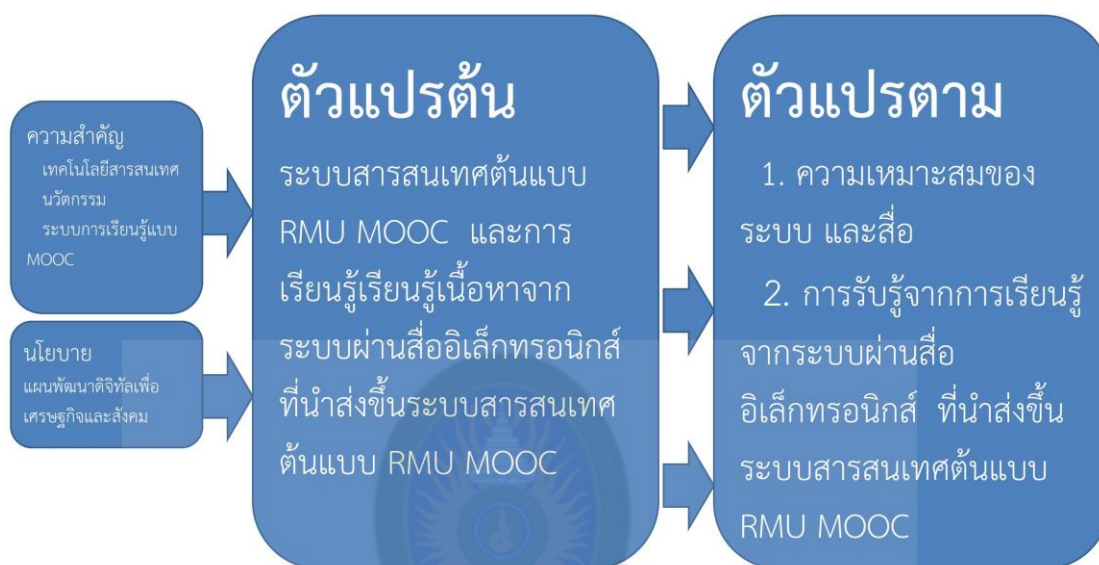 ความสำคัญ
เทคโนโลยีสารสนเทศ
นวัตกรรม
ระบบการเรียนรู้แบบ
MOOC
นโยบาย
แผนพัฒนาดิจิทัลเพื่อ
เศรษฐกิจและสังคม
ตัวแปรต้น
ระบบสารสนเทศต้นแบบ
RMU MOOC และการ
เรียนรู้เรียนรู้เนื้อหาจาก
ระบบผ่านสื่ออิเล็กทรอนิกส์
ที่นำส่งขึ้นระบบสารสนเทศ
ต้นแบบ RMU MOOC
ตัวแปรตาม
1. ความเหมาะสมของ
ระบบ และสื่อ
2. การรับรู้จากการเรียนรู้
จากระบบผ่านสื่อ
อิเล็กทรอนิกส์ ที่นำส่งขึ้น
ระบบสารสนเทศต้นแบบ
RMU MOOC